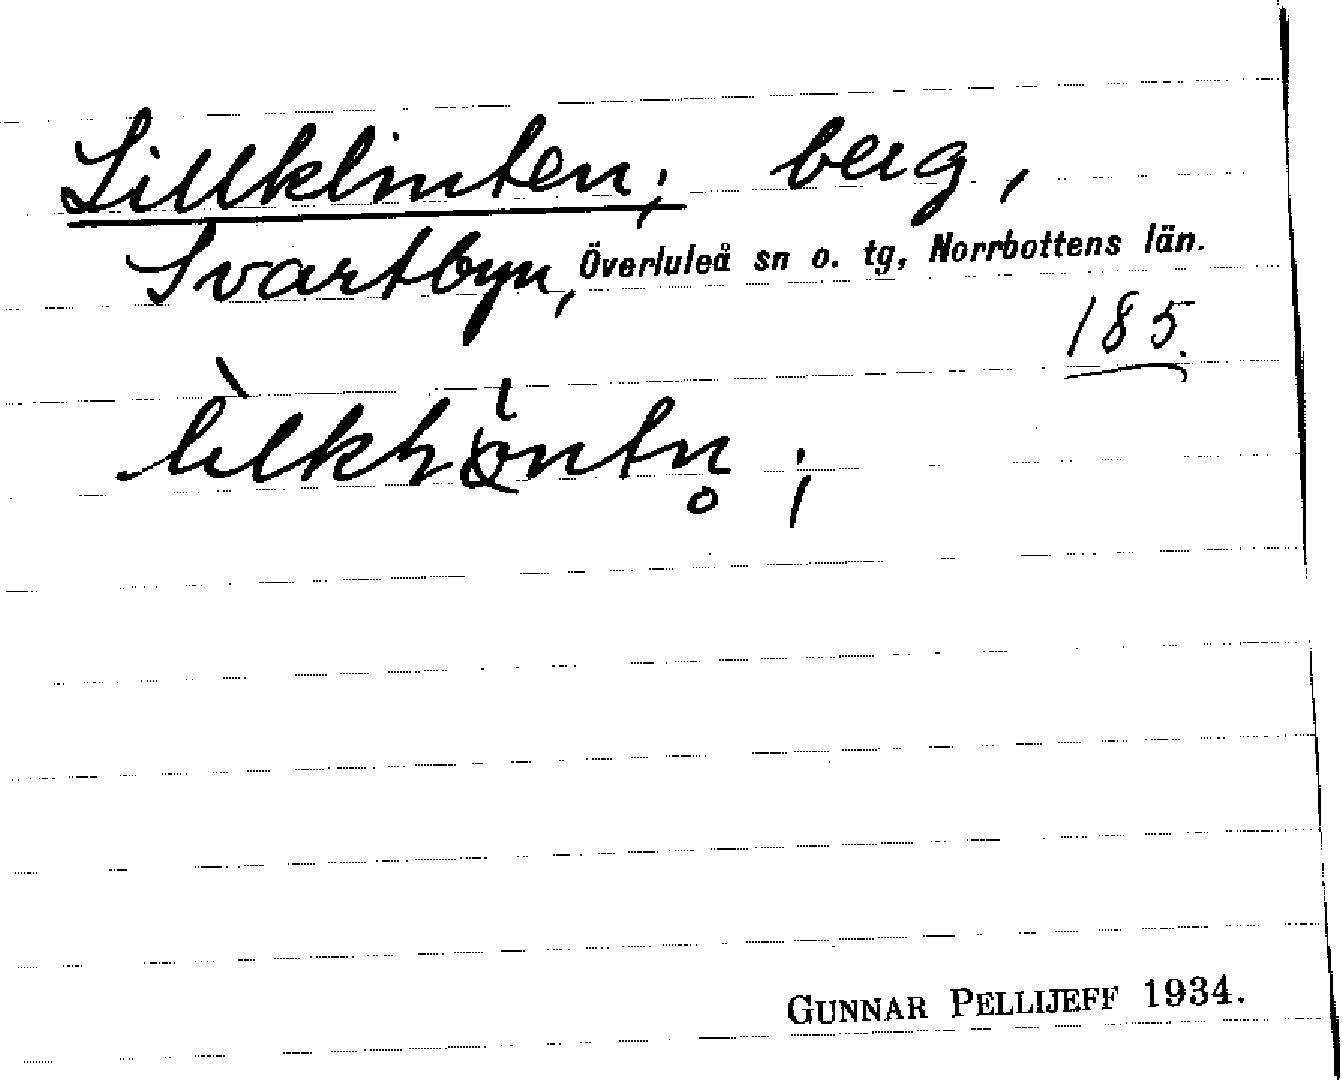 Lillklinten; berg,
Svartbyn, Överluleå sn o. tg, Norrbottens län.
185.
GUNNAR PELLIJEFF 1934.